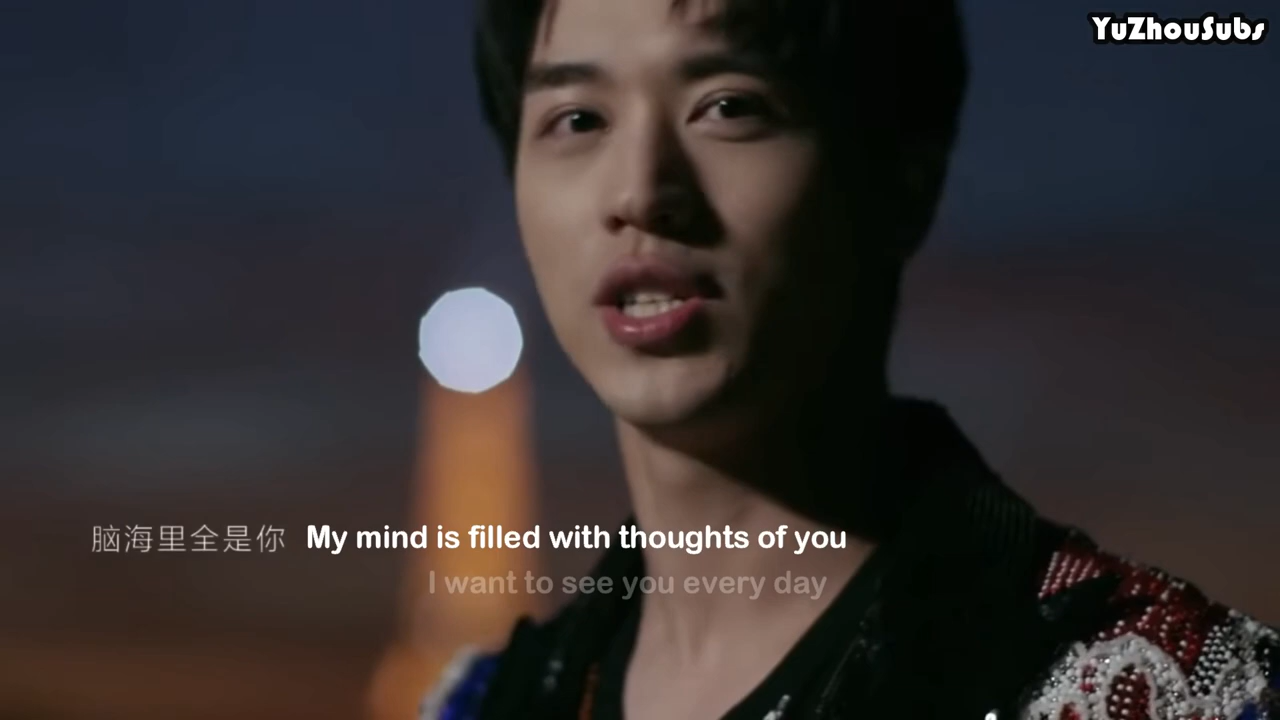 YuZhouSubs
脑海里全是你 My mind is filled with thoughts of you
I want to see you every day